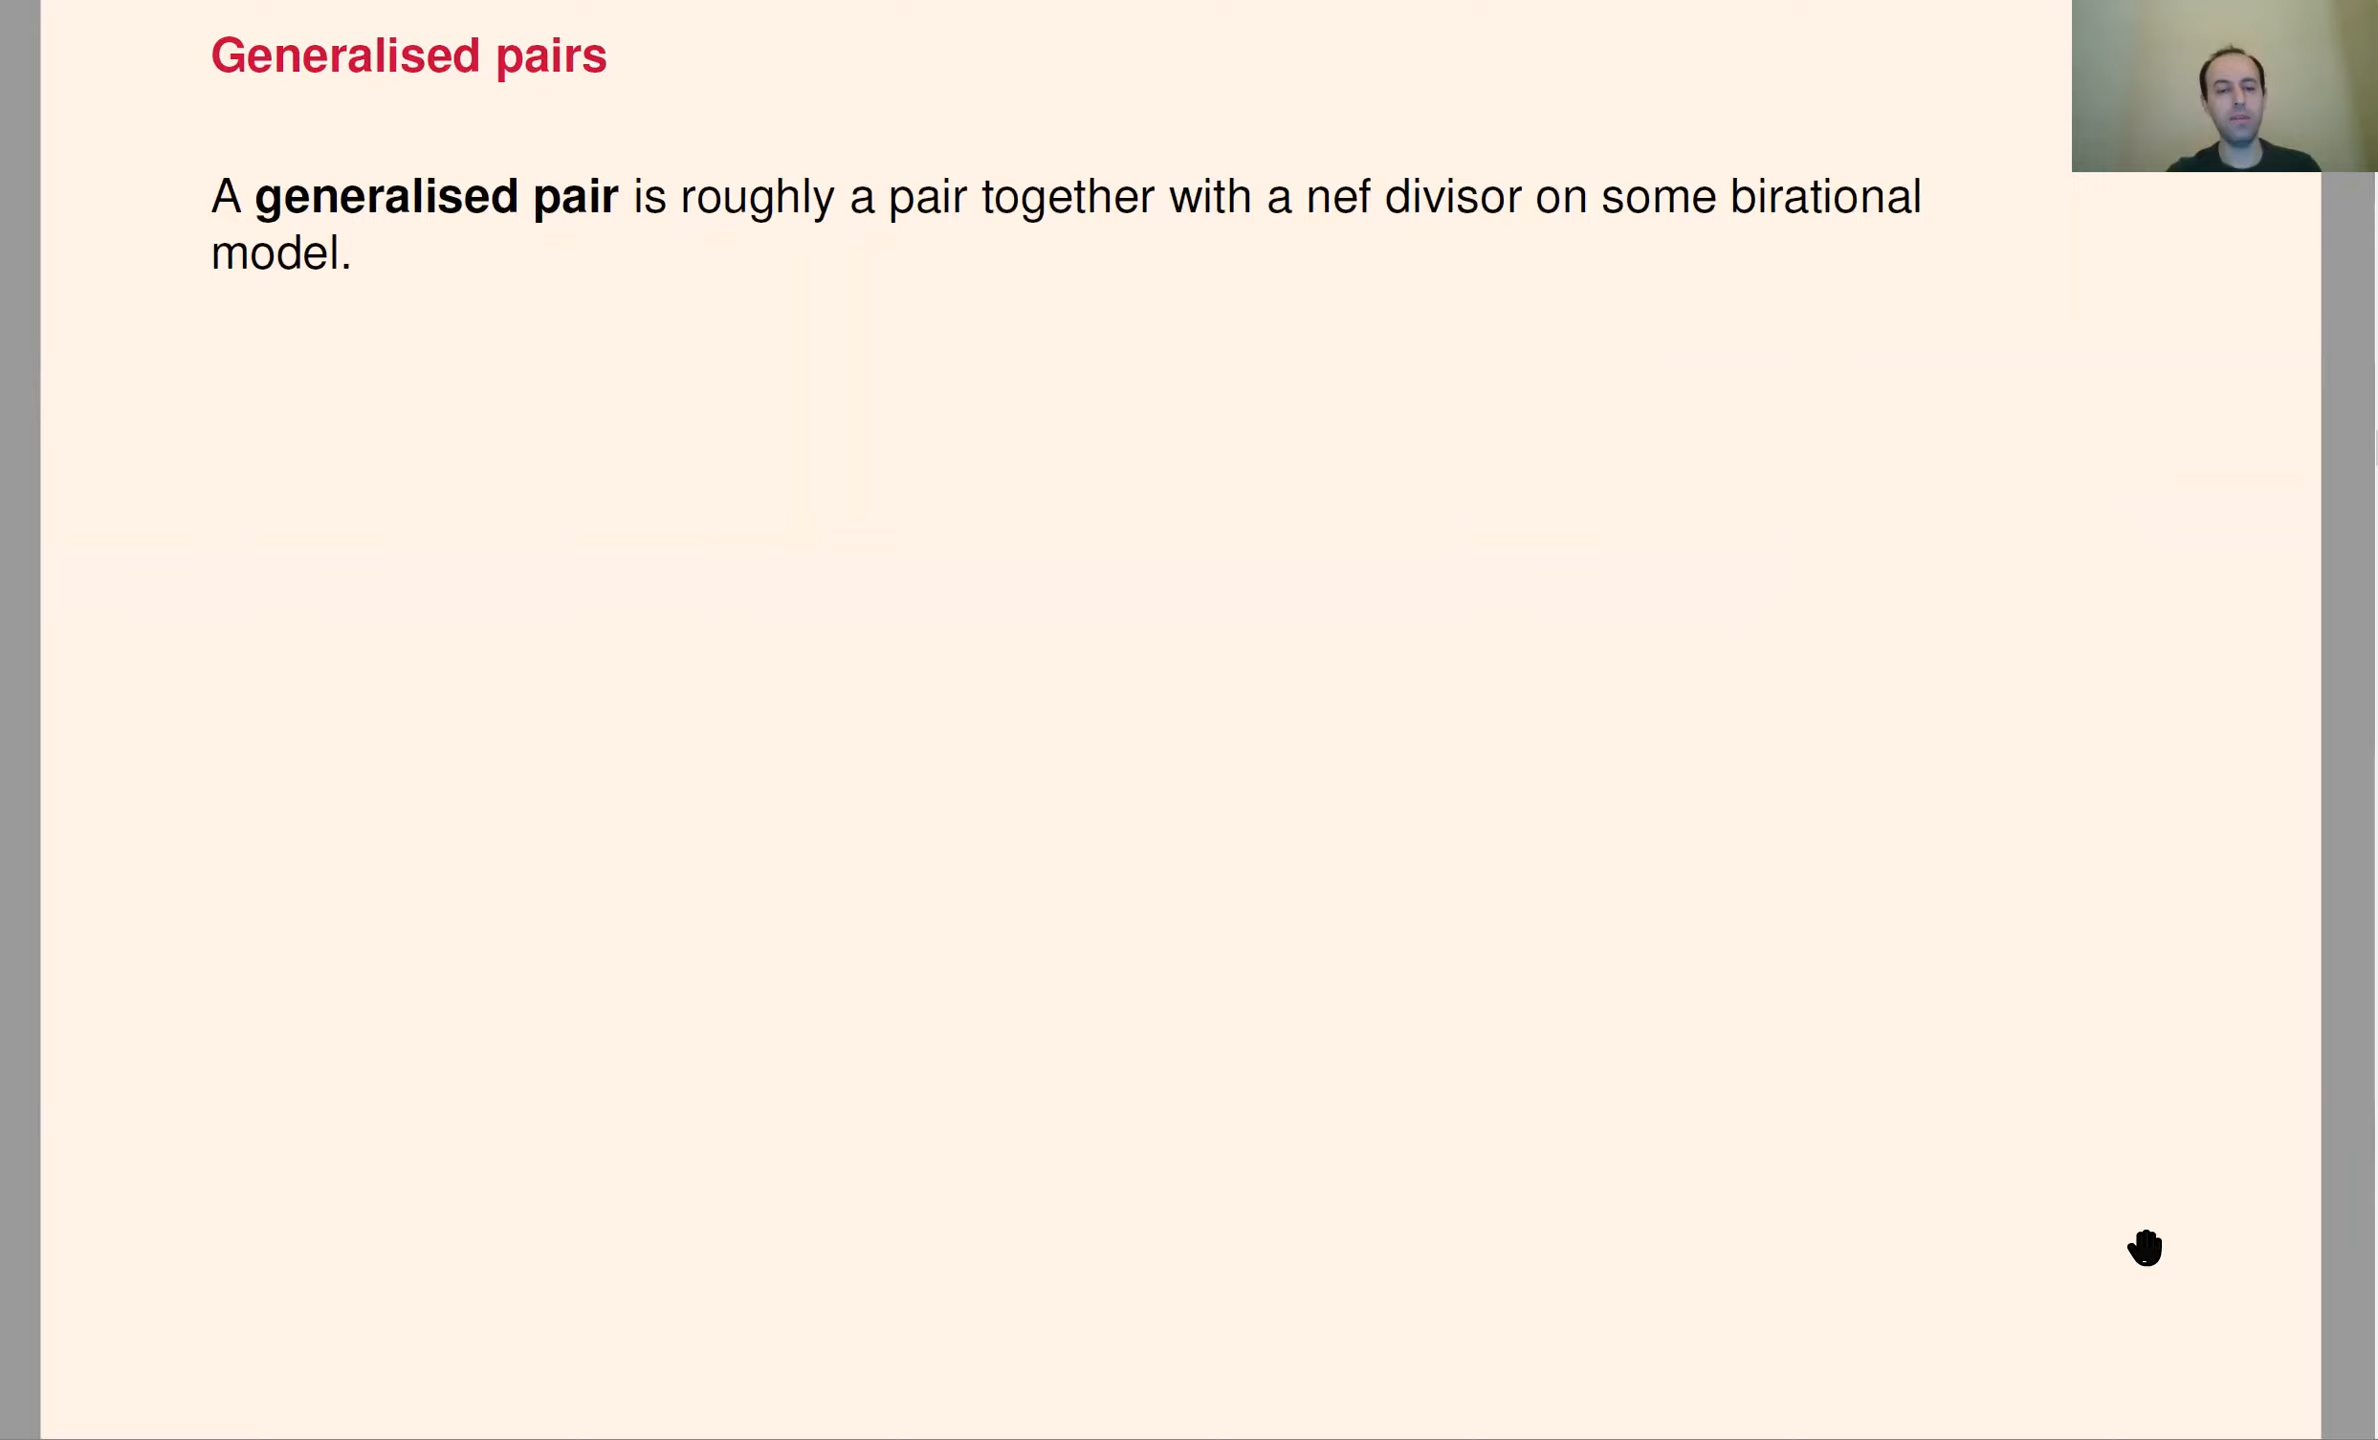 Generalised pairs
A generalised pair is roughly a pair together with a nef divisor on some birational
model.